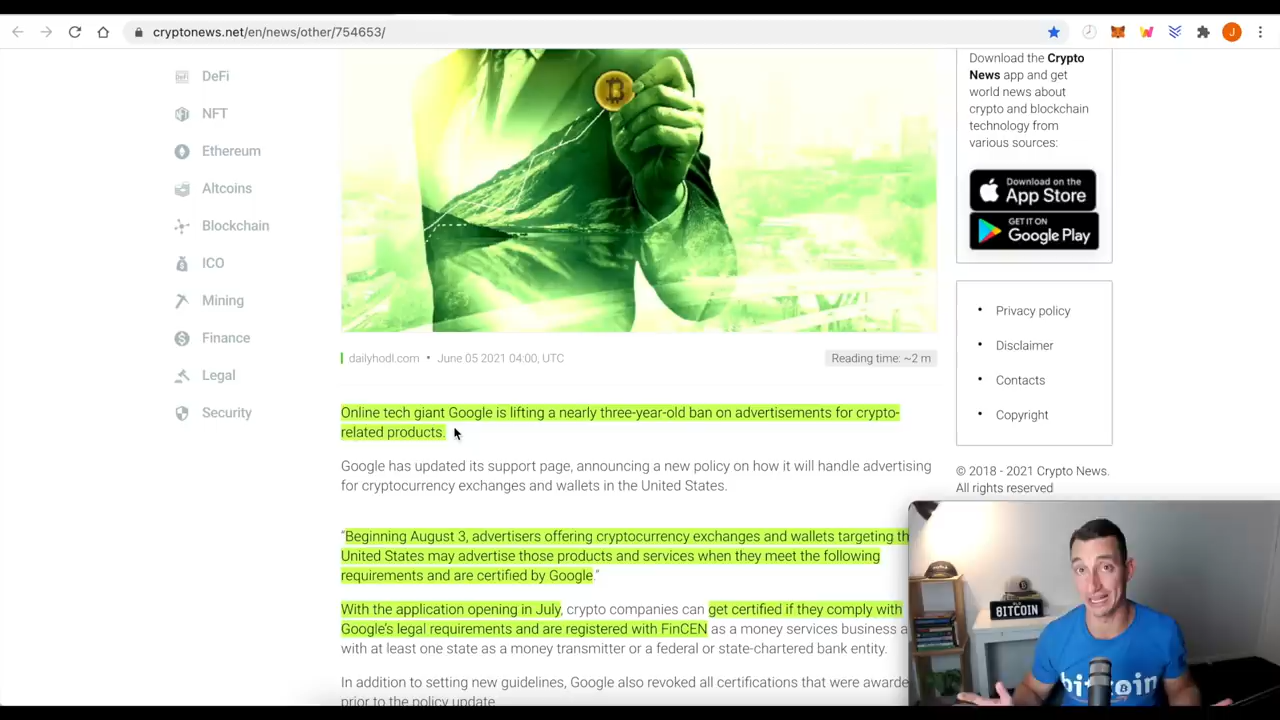 cryptonews.net/en/news/other/754653/
J
DeFi
NFT
Ethereum
Altcoins
Blockchain
ICO
Mining
Finance
Legal
Security
dailyhodl.com • June 05 2021 04:00, UTC
Reading time: ~2 m
Online tech giant Google is lifting a nearly three-year-old ban on advertisements for crypto-
related products.
Google has updated its support page, announcing a new policy on how it will handle advertising
for cryptocurrency exchanges and wallets in the United States.
“Beginning August 3, advertisers offering cryptocurrency exchanges and wallets targeting th
United States may advertise those products and services when they meet the following
requirements and are certified by Google.”
With the application opening in July, crypto companies can get certified if they comply with
Google’s legal requirements and are registered with FinCEN as a money services business a
with at least one state as a money transmitter or a federal or state-chartered bank entity.
In addition to setting new guidelines, Google also revoked all certifications that were awarde
prior to the policy update.
Download the Crypto
News app and get
world news about
crypto and blockchain
technology from
various sources:
Download on the
App Store
GET IT ON
Google Play
• Privacy policy
• Disclaimer
• Contacts
• Copyright
© 2018 - 2021 Crypto News.
All rights reserved
BITCOIN
bitcoin